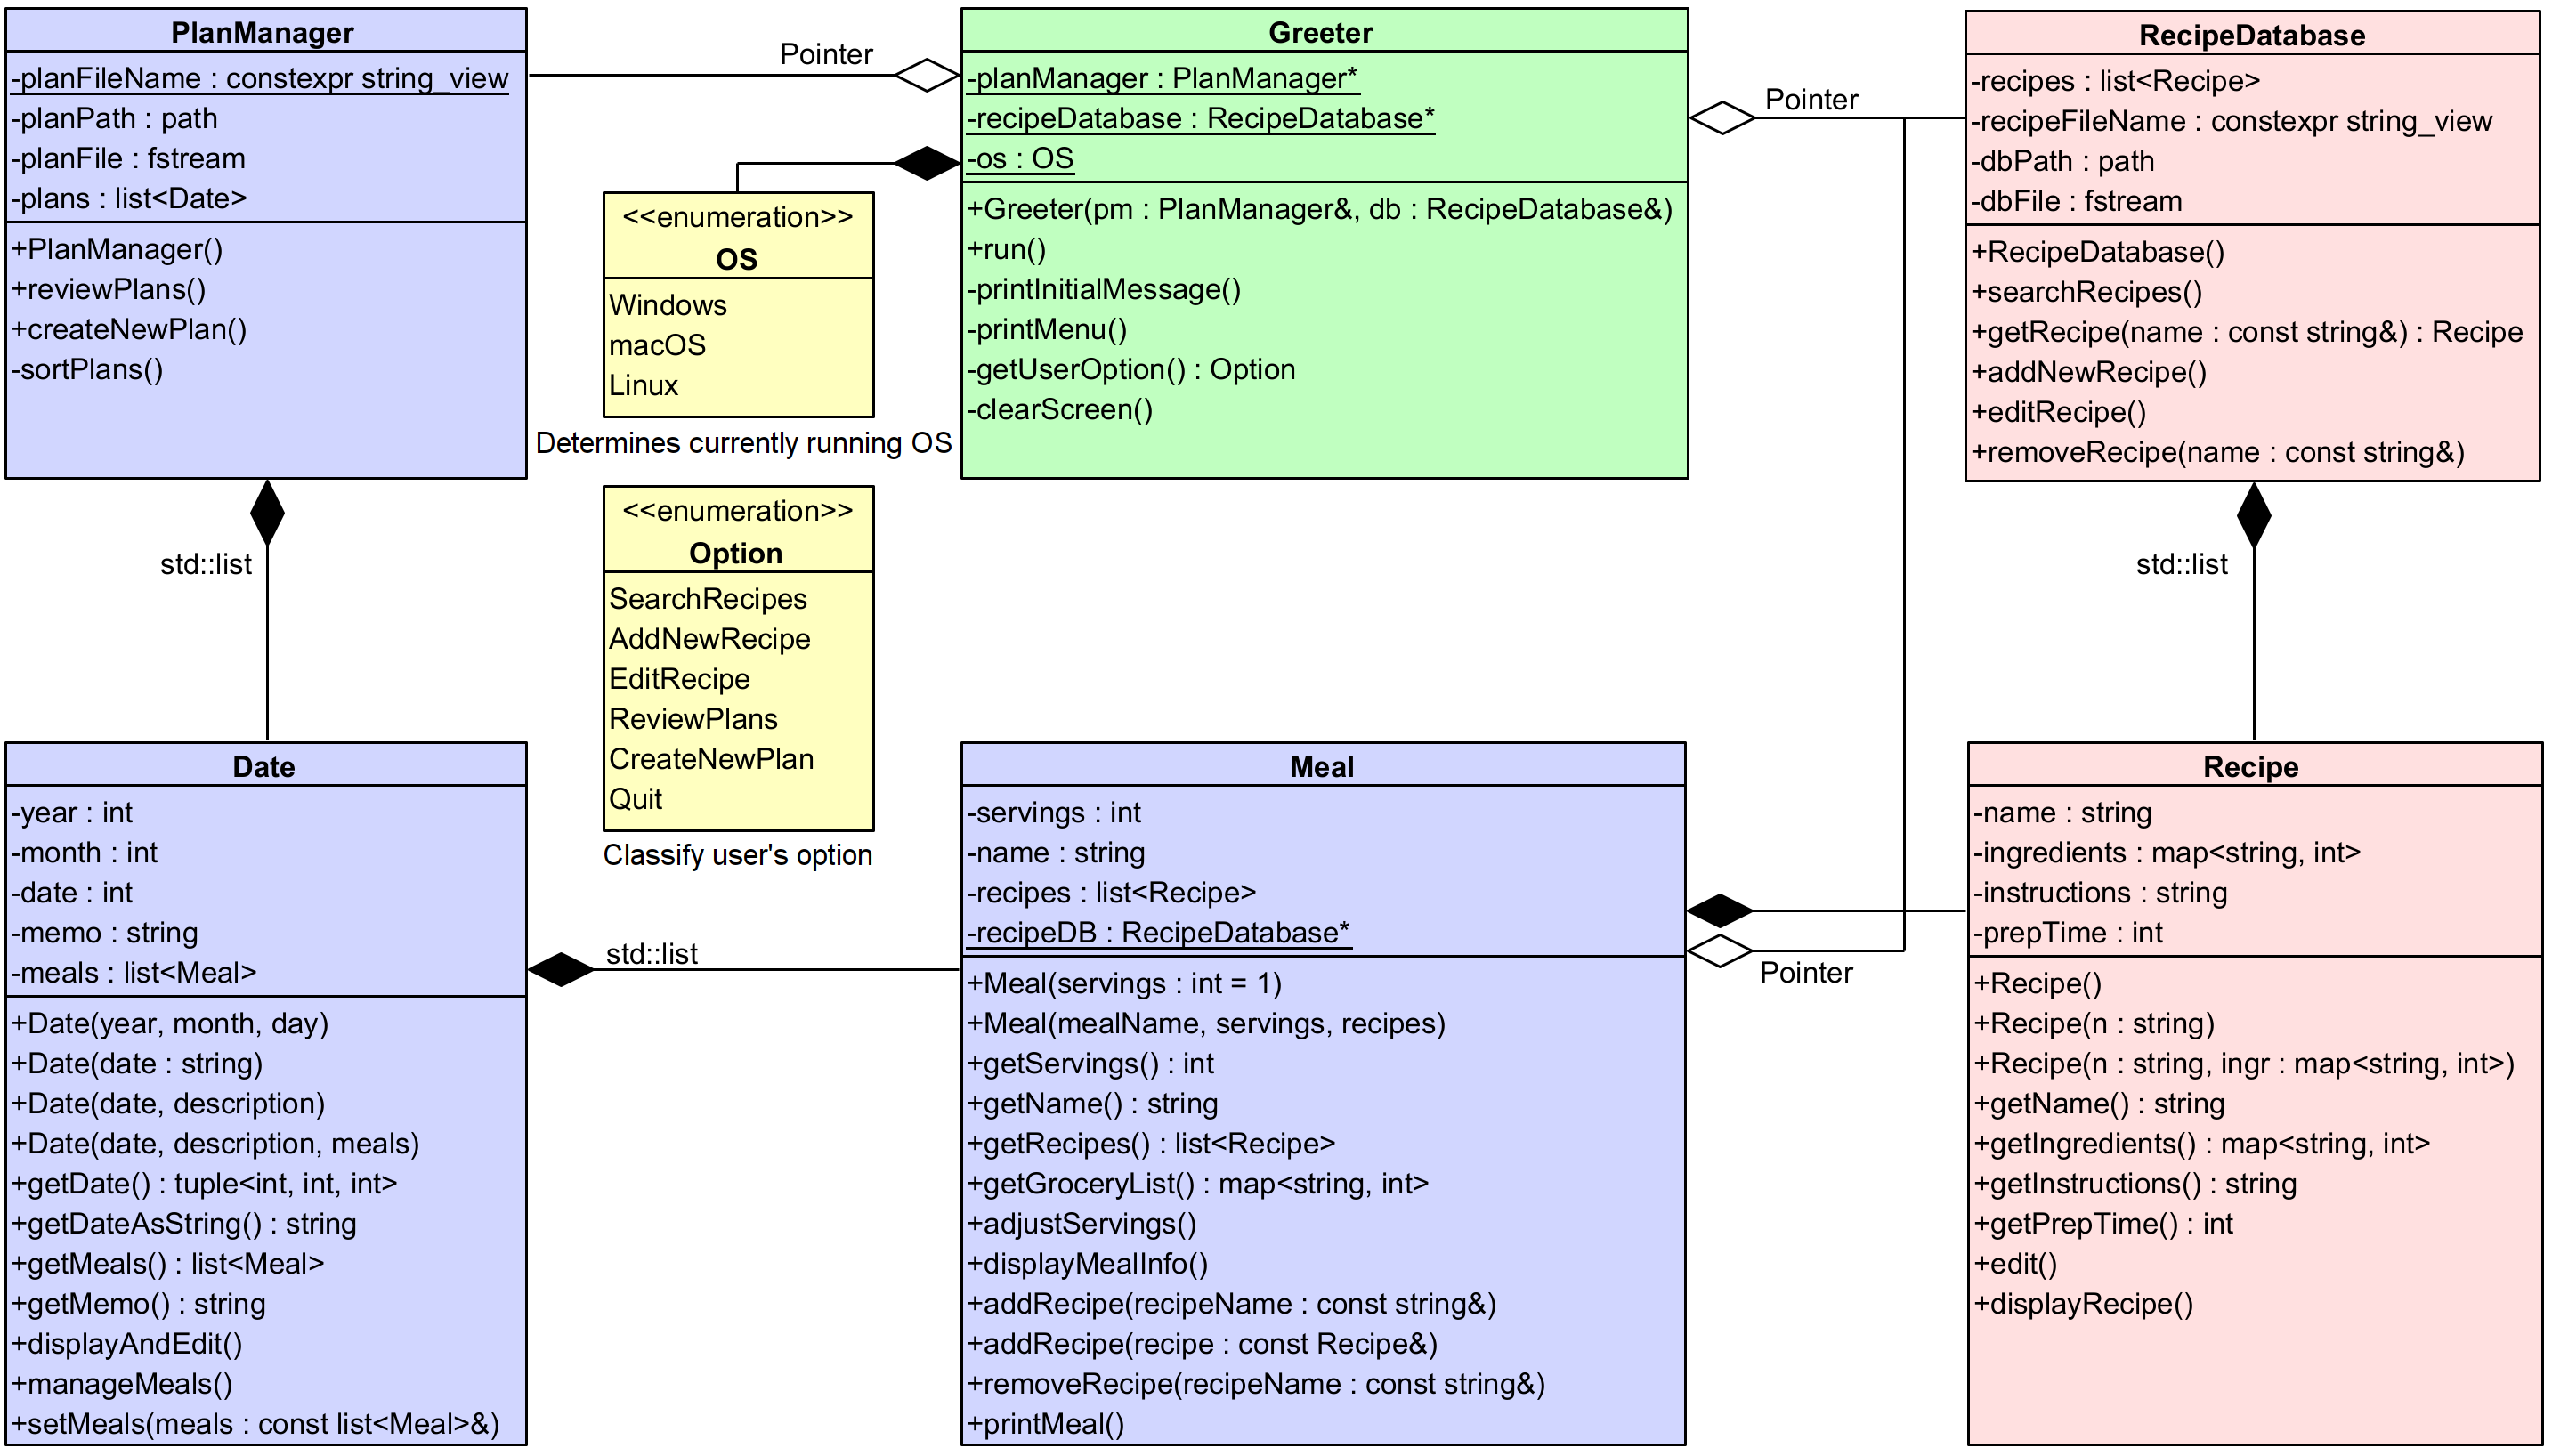 PlanManager
-planFileName : constexpr string_view
-planPath : path
-planFile : fstream
-plans : list<Date>
+PlanManager()
+reviewPlans()
+createNewPlan()
-sortPlans()
Pointer
Greeter
-planManager : PlanManager*
-recipeDatabase : RecipeDatabase*
-os : OS
+Greeter(pm : PlanManager&, db : RecipeDatabase&)
+run()
-printInitialMessage()
-printMenu()
-getUserOption() : Option
-clearScreen()
Pointer
RecipeDatabase
-recipes : list<Recipe>
-recipeFileName : constexpr string_view
-dbPath : path
-dbFile : fstream
+RecipeDatabase()
+searchRecipes()
+getRecipe(name : const string&) : Recipe
+addNewRecipe()
+editRecipe()
+removeRecipe(name : const string&)
<<enumeration>>
OS
Windows
macOS
Linux
Determines currently running OS
<<enumeration>>
Option
SearchRecipes
AddNewRecipe
EditRecipe
ReviewPlans
CreateNewPlan
Quit
Classify user's option
std::list
std::list
Date
-year : int
-month : int
-date : int
-memo : string
-meals : list<Meal>
+Date(year, month, day)
+Date(date : string)
+Date(date, description)
+Date(date, description, meals)
+getDate() : tuple<int, int, int>
+getDateAsString() : string
+getMeals() : list<Meal>
+getMemo() : string
+displayAndEdit()
+manageMeals()
+setMeals(meals : const list<Meal>&)
std::list
Meal
-servings : int
-name : string
-recipes : list<Recipe>
-recipeDB : RecipeDatabase*
+Meal(servings : int = 1)
+Meal(mealName, servings, recipes)
+getServings() : int
+getName() : string
+getRecipes() : list<Recipe>
+getGroceryList() : map<string, int>
+adjustServings()
+displayMealInfo()
+addRecipe(recipeName : const string&)
+addRecipe(recipe : const Recipe&)
+removeRecipe(recipeName : const string&)
+printMeal()
Pointer
Recipe
-name : string
-ingredients : map<string, int>
-instructions : string
-prepTime : int
+Recipe()
+Recipe(n : string)
+Recipe(n : string, ingr : map<string, int>)
+getName() : string
+getIngredients() : map<string, int>
+getInstructions() : string
+getPrepTime() : int
+edit()
+displayRecipe()